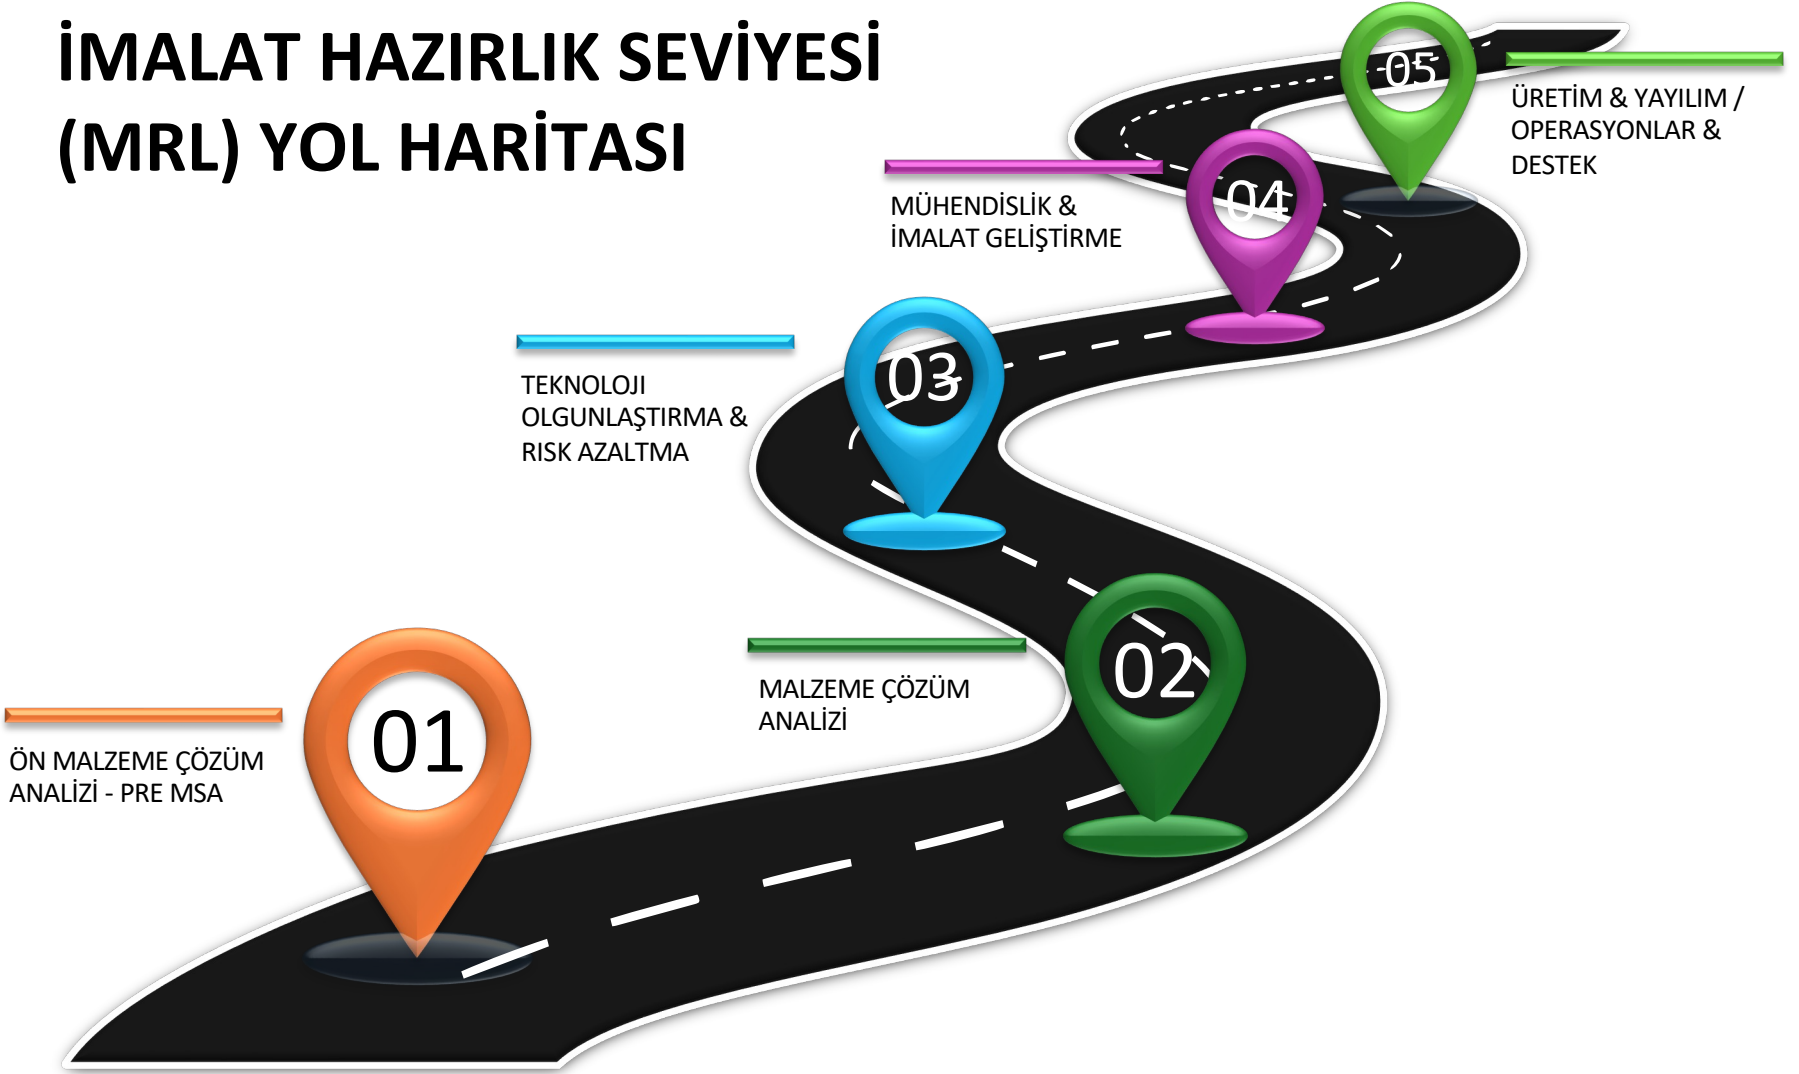 İMALAT HAZIRLIK SEVİYESİ
(MRL) YOL HARİTASI
01
ÖN MALZEME ÇÖZÜM
ANALİZİ - PRE MSA
02
MALZEME ÇÖZÜM
ANALİZİ
03
TEKNOLOJI
OLGUNLAŞTIRMA &
RISK AZALTMA
04
MÜHENDİSLİK &
İMALAT GELİŞTİRME
05
ÜRETİM & YAYILIM /
OPERASYONLAR &
DESTEK